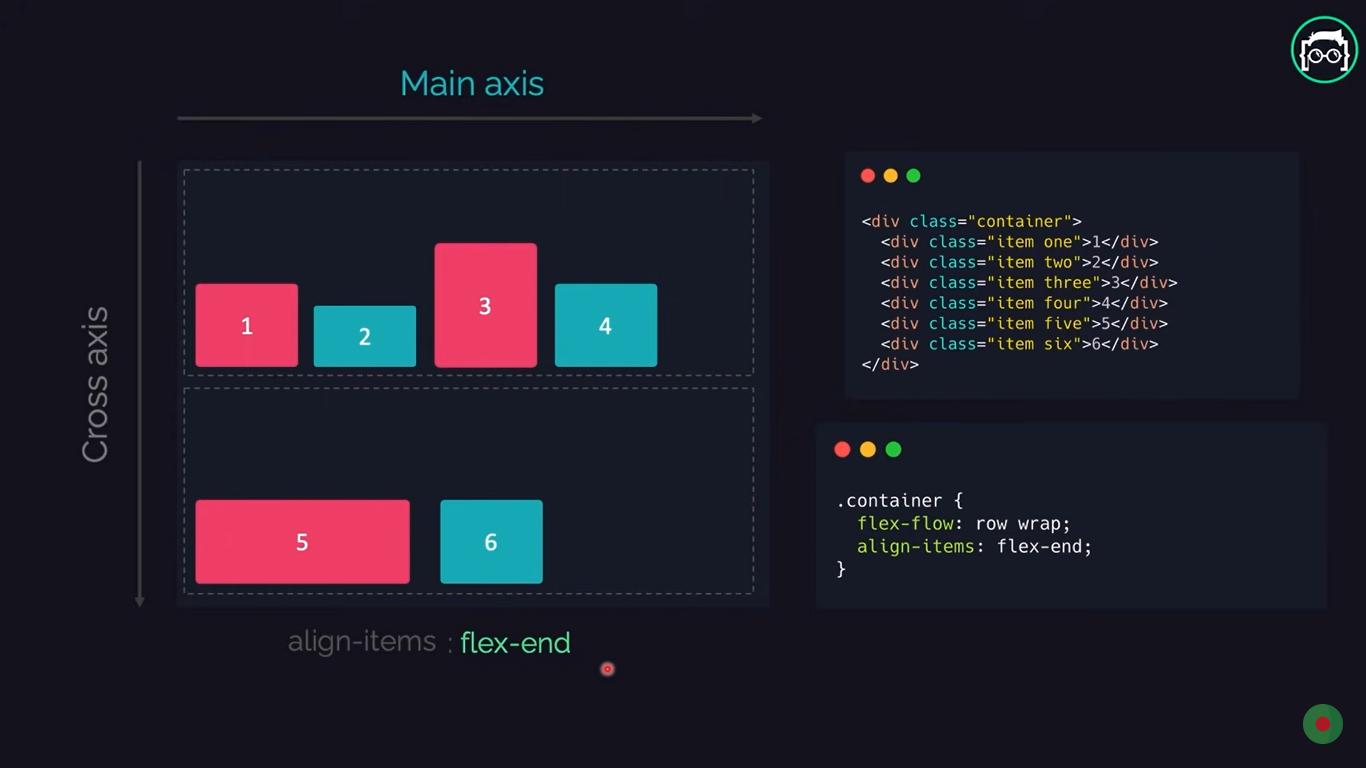 Main axis
Cross axis
1
2
3
4
5
6
align-items : flex-end
<div class="container">
  <div class="item one">1</div>
  <div class="item two">2</div>
  <div class="item three">3</div>
  <div class="item four">4</div>
  <div class="item five">5</div>
  <div class="item six">6</div>
</div>
.container {
  flex-flow: row wrap;
  align-items: flex-end;
}